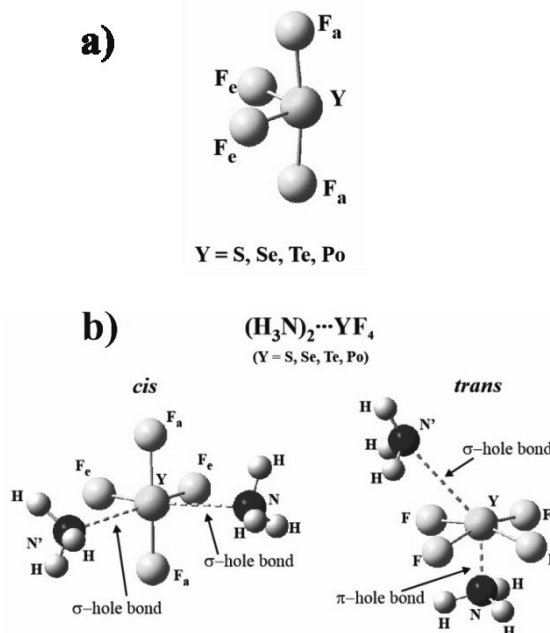 a)
Fₐ
Fₑ
Y
Fₑ
Fₐ
Y = S, Se, Te, Po
b)
(H₃N)₂···YF₄
(Y = S, Se, Te, Po)
cis
trans
Fₐ
H
N'
H
H
σ-hole bond
Fₑ
Y
Fₑ
H
H
N
H
N'
H
H
Fₐ
σ-hole bond
σ-hole bond
Y
F
F
F
F
π-hole bond
H
H
N
H